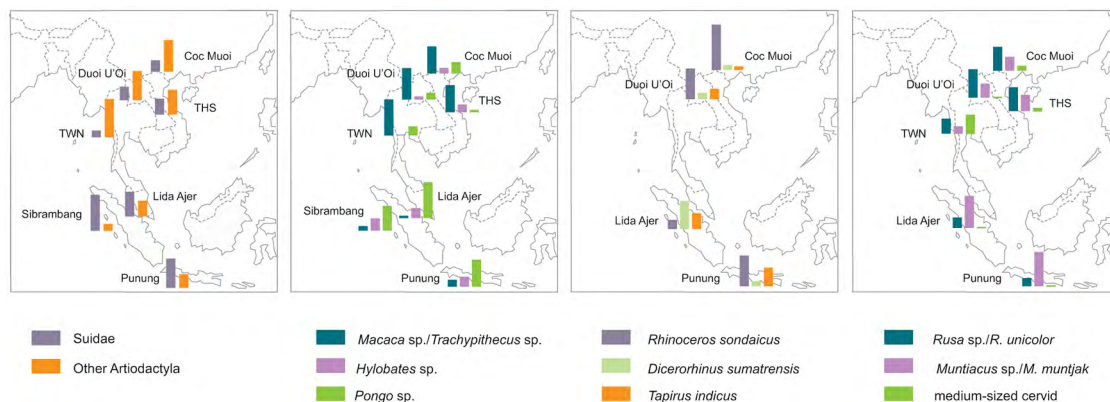 Coc Muoi
Duoi U'Oi
THS
TWN
Lida Ajer
Sibrambang
Punung
Coc Muoi
Duoi U'Oi
THS
TWN
Lida Ajer
Sibrambang
Punung
Coc Muoi
Duoi U'Oi
Lida Ajer
Punung
Coc Muoi
Duoi U'Oi
THS
TWN
Lida Ajer
Punung
Suidae
Other Artiodactyla
Macaca sp./Trachypithecus sp.
Hylobates sp.
Pongo sp.
Rhinoceros sondaicus
Dicerorhinus sumatrensis
Tapirus indicus
Rusa sp./R. unicolor
Muntiacus sp./M. muntjak
medium-sized cervid